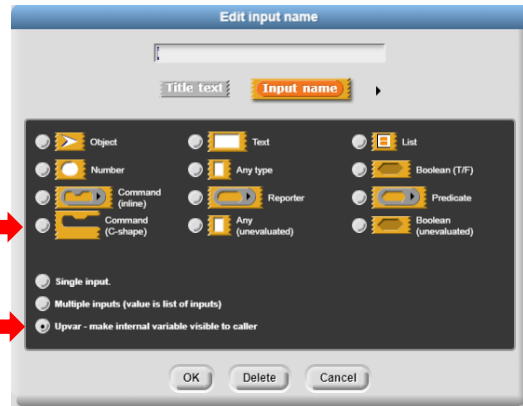 Edit input name
Title text Input name
Object Text List
Number Any type Boolean (T/F)
Command (inline) Reporter Predicate
Command (C-shape) Any (unevaluated) Boolean (unevaluated)
Single input.
Multiple inputs (value is list of inputs)
Upvar - make internal variable visible to caller
OK Delete Cancel